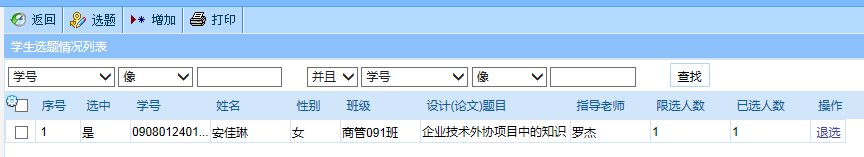 返回 选题 增加 打印
学生选题情况列表
学号 像 并且 学号 像 查找
序号 选中 学号 姓名 性别 班级 设计(论文)题目 指导老师 限选人数 已选人数 操作
1 是 0908012401... 安佳琳 女 商管091班 企业技术外协项目中的知识 罗杰 1 1 退选